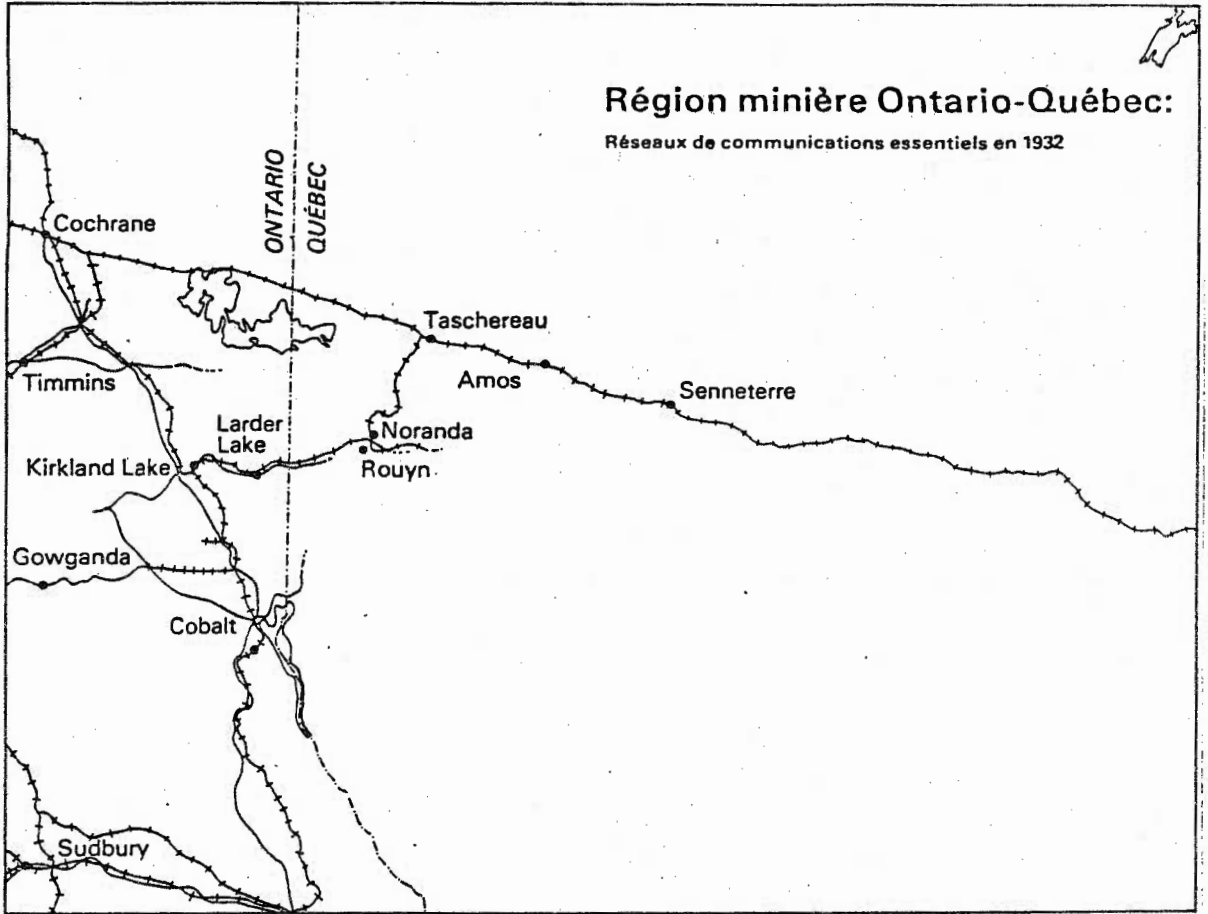 Région minière Ontario-Québec:
Réseaux de communications essentiels en 1932
ONTARIO
QUÉBEC
Cochrane
Taschereau
Timmins
Amos
Senneterre
Larder
Lake
Noranda
Kirkland Lake
Rouyn
Gowganda
Cobalt
Sudbury